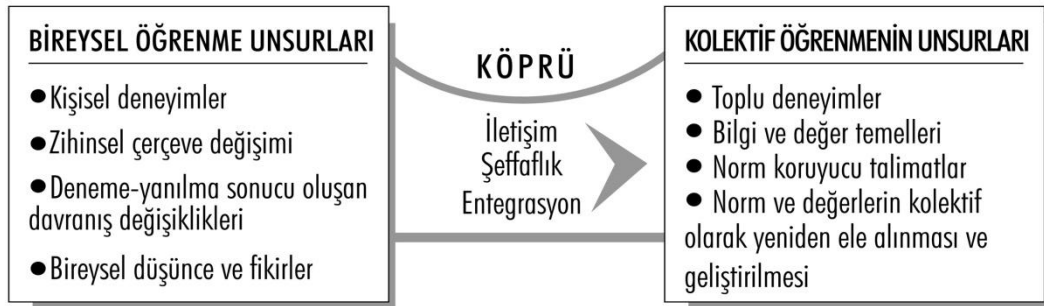 BİREYSEL ÖĞRENME UNSURLARI
●Kişisel deneyimler
●Zihinsel çerçeve değişimi
●Deneme-yanılma sonucu oluşan
davranış değişiklikleri
●Bireysel düşünce ve fikirler
KÖPRÜ
İletişim
Şeffaflık
Entegrasyon
KOLEKTİF ÖĞRENMENİN UNSURLARI
● Toplu deneyimler
● Bilgi ve değer temelleri
● Norm koruyucu talimatlar
● Norm ve değerlerin kolektif
olarak yeniden ele alınması ve
geliştirilmesi